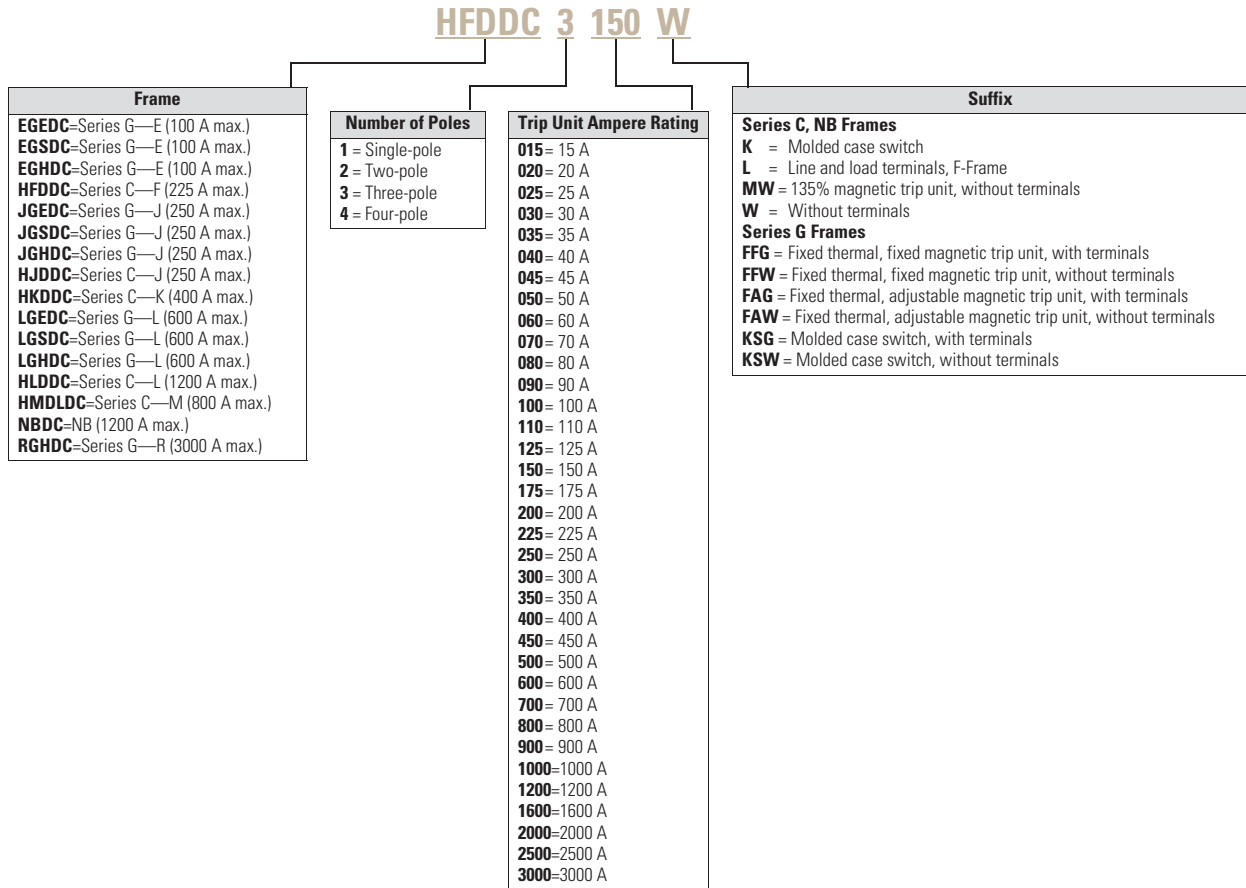 HFDDC 3 150 W
Frame
EGEDC=Series G—E (100 A max.)
EGSDC=Series G—E (100 A max.)
EGHDC=Series G—E (100 A max.)
HFDDC=Series C—F (225 A max.)
JGEDC=Series G—J (250 A max.)
JGSDC=Series G—J (250 A max.)
JGHDC=Series G—J (250 A max.)
HJDDC=Series C—J (250 A max.)
HKDDC=Series C—K (400 A max.)
LGEDC=Series G—L (600 A max.)
LGSDC=Series G—L (600 A max.)
LGHDC=Series G—L (600 A max.)
HLDDC=Series C—L (1200 A max.)
HMDLDC=Series C—M (800 A max.)
NBDC=NB (1200 A max.)
RGHDC=Series G—R (3000 A max.)
Number of Poles
1 = Single-pole
2 = Two-pole
3 = Three-pole
4 = Four-pole
Trip Unit Ampere Rating
015 = 15 A
020 = 20 A
025 = 25 A
030 = 30 A
035 = 35 A
040 = 40 A
045 = 45 A
050 = 50 A
060 = 60 A
070 = 70 A
080 = 80 A
090 = 90 A
100 = 100 A
110 = 110 A
125 = 125 A
150 = 150 A
175 = 175 A
200 = 200 A
225 = 225 A
250 = 250 A
300 = 300 A
350 = 350 A
400 = 400 A
450 = 450 A
500 = 500 A
600 = 600 A
700 = 700 A
800 = 800 A
900 = 900 A
1000=1000 A
1200=1200 A
1600=1600 A
2000=2000 A
2500=2500 A
3000=3000 A
Suffix
Series C, NB Frames
K = Molded case switch
L = Line and load terminals, F-Frame
MW = 135% magnetic trip unit, without terminals
W = Without terminals
Series G Frames
FFG = Fixed thermal, fixed magnetic trip unit, with terminals
FFW = Fixed thermal, fixed magnetic trip unit, without terminals
FAG = Fixed thermal, adjustable magnetic trip unit, with terminals
FAW = Fixed thermal, adjustable magnetic trip unit, without terminals
KSG = Molded case switch, with terminals
KSW = Molded case switch, without terminals